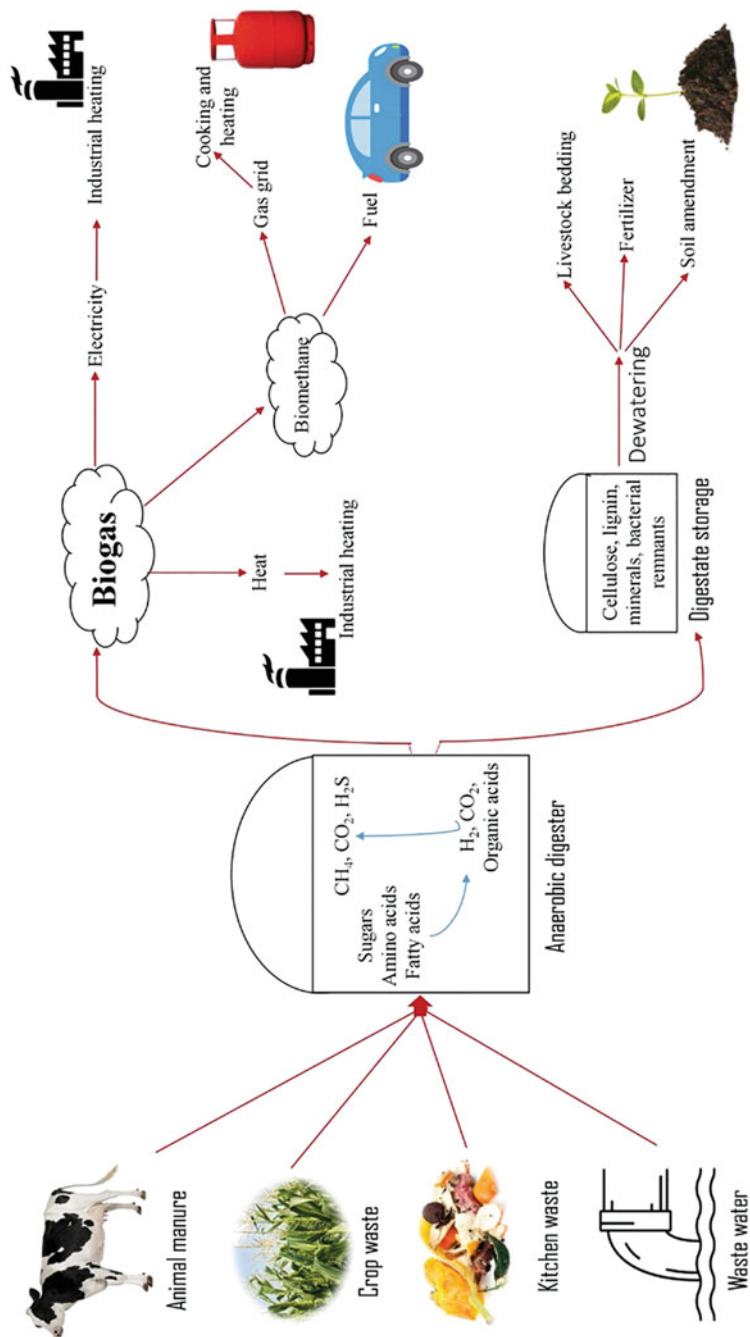 Animal manure
Crop waste
Kitchen waste
Waste water
Sugars
Amino acids
Fatty acids
H₂, CO₂,
Organic acids
CH₄, CO₂, H₂S
Anaerobic digester
Biogas
Electricity
Industrial heating
Heat
Industrial heating
Biomethane
Gas grid
Cooking and
heating
Fuel
Cellulose, lignin,
minerals, bacterial
remnants
Digestate storage
Dewatering
Livestock bedding
Fertilizer
Soil amendment